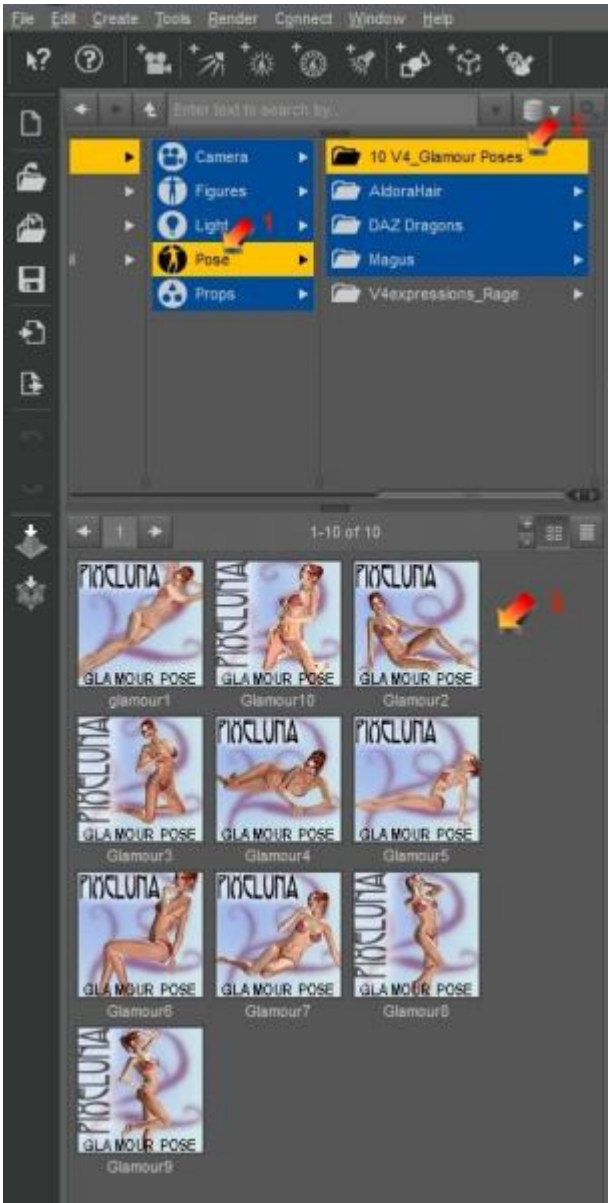 File Edit Create Tools Render Connect Window Help
Enter text to search by...
2
Camera
Figures
Light
1
Pose
Props
10 V4_Glamour Poses
AldoraHair
DAZ Dragons
Magus
V4expressions_Rage
1
1-10 of 10
PIXELUNA
GLAMOUR POSE
glamour1
PIXELUNA
GLAMOUR POSE
Glamour10
PIXELUNA
GLAMOUR POSE
Glamour2
PIXELUNA
GLAMOUR POSE
Glamour3
PIXELUNA
GLAMOUR POSE
Glamour4
PIXELUNA
GLAMOUR POSE
Glamour5
PIXELUNA
GLAMOUR POSE
Glamour6
PIXELUNA
GLAMOUR POSE
Glamour7
PIXELUNA
GLAMOUR POSE
Glamour8
PIXELUNA
GLAMOUR POSE
Glamour9